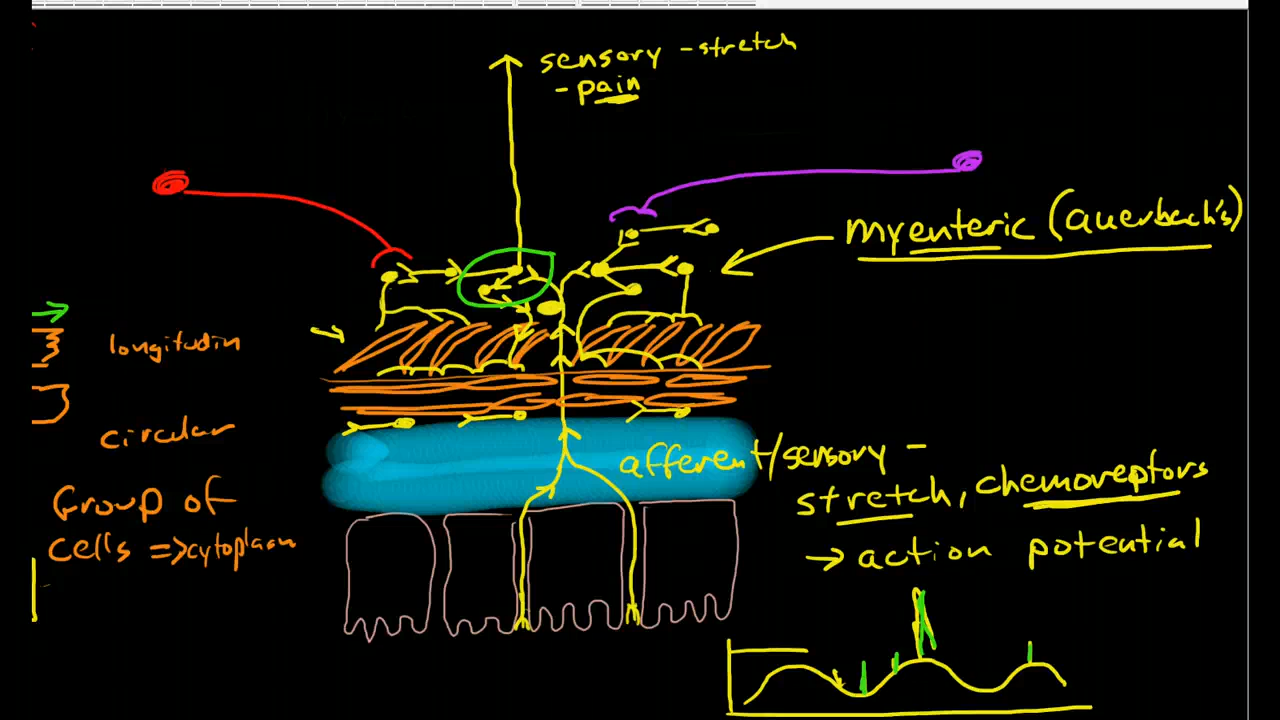 sensory - stretch
- pain
myenteric (auerbach's)
longitudin
circular
Group of
cells => cytoplasm
afferent/sensory -
stretch, chemoreptors
→ action potential